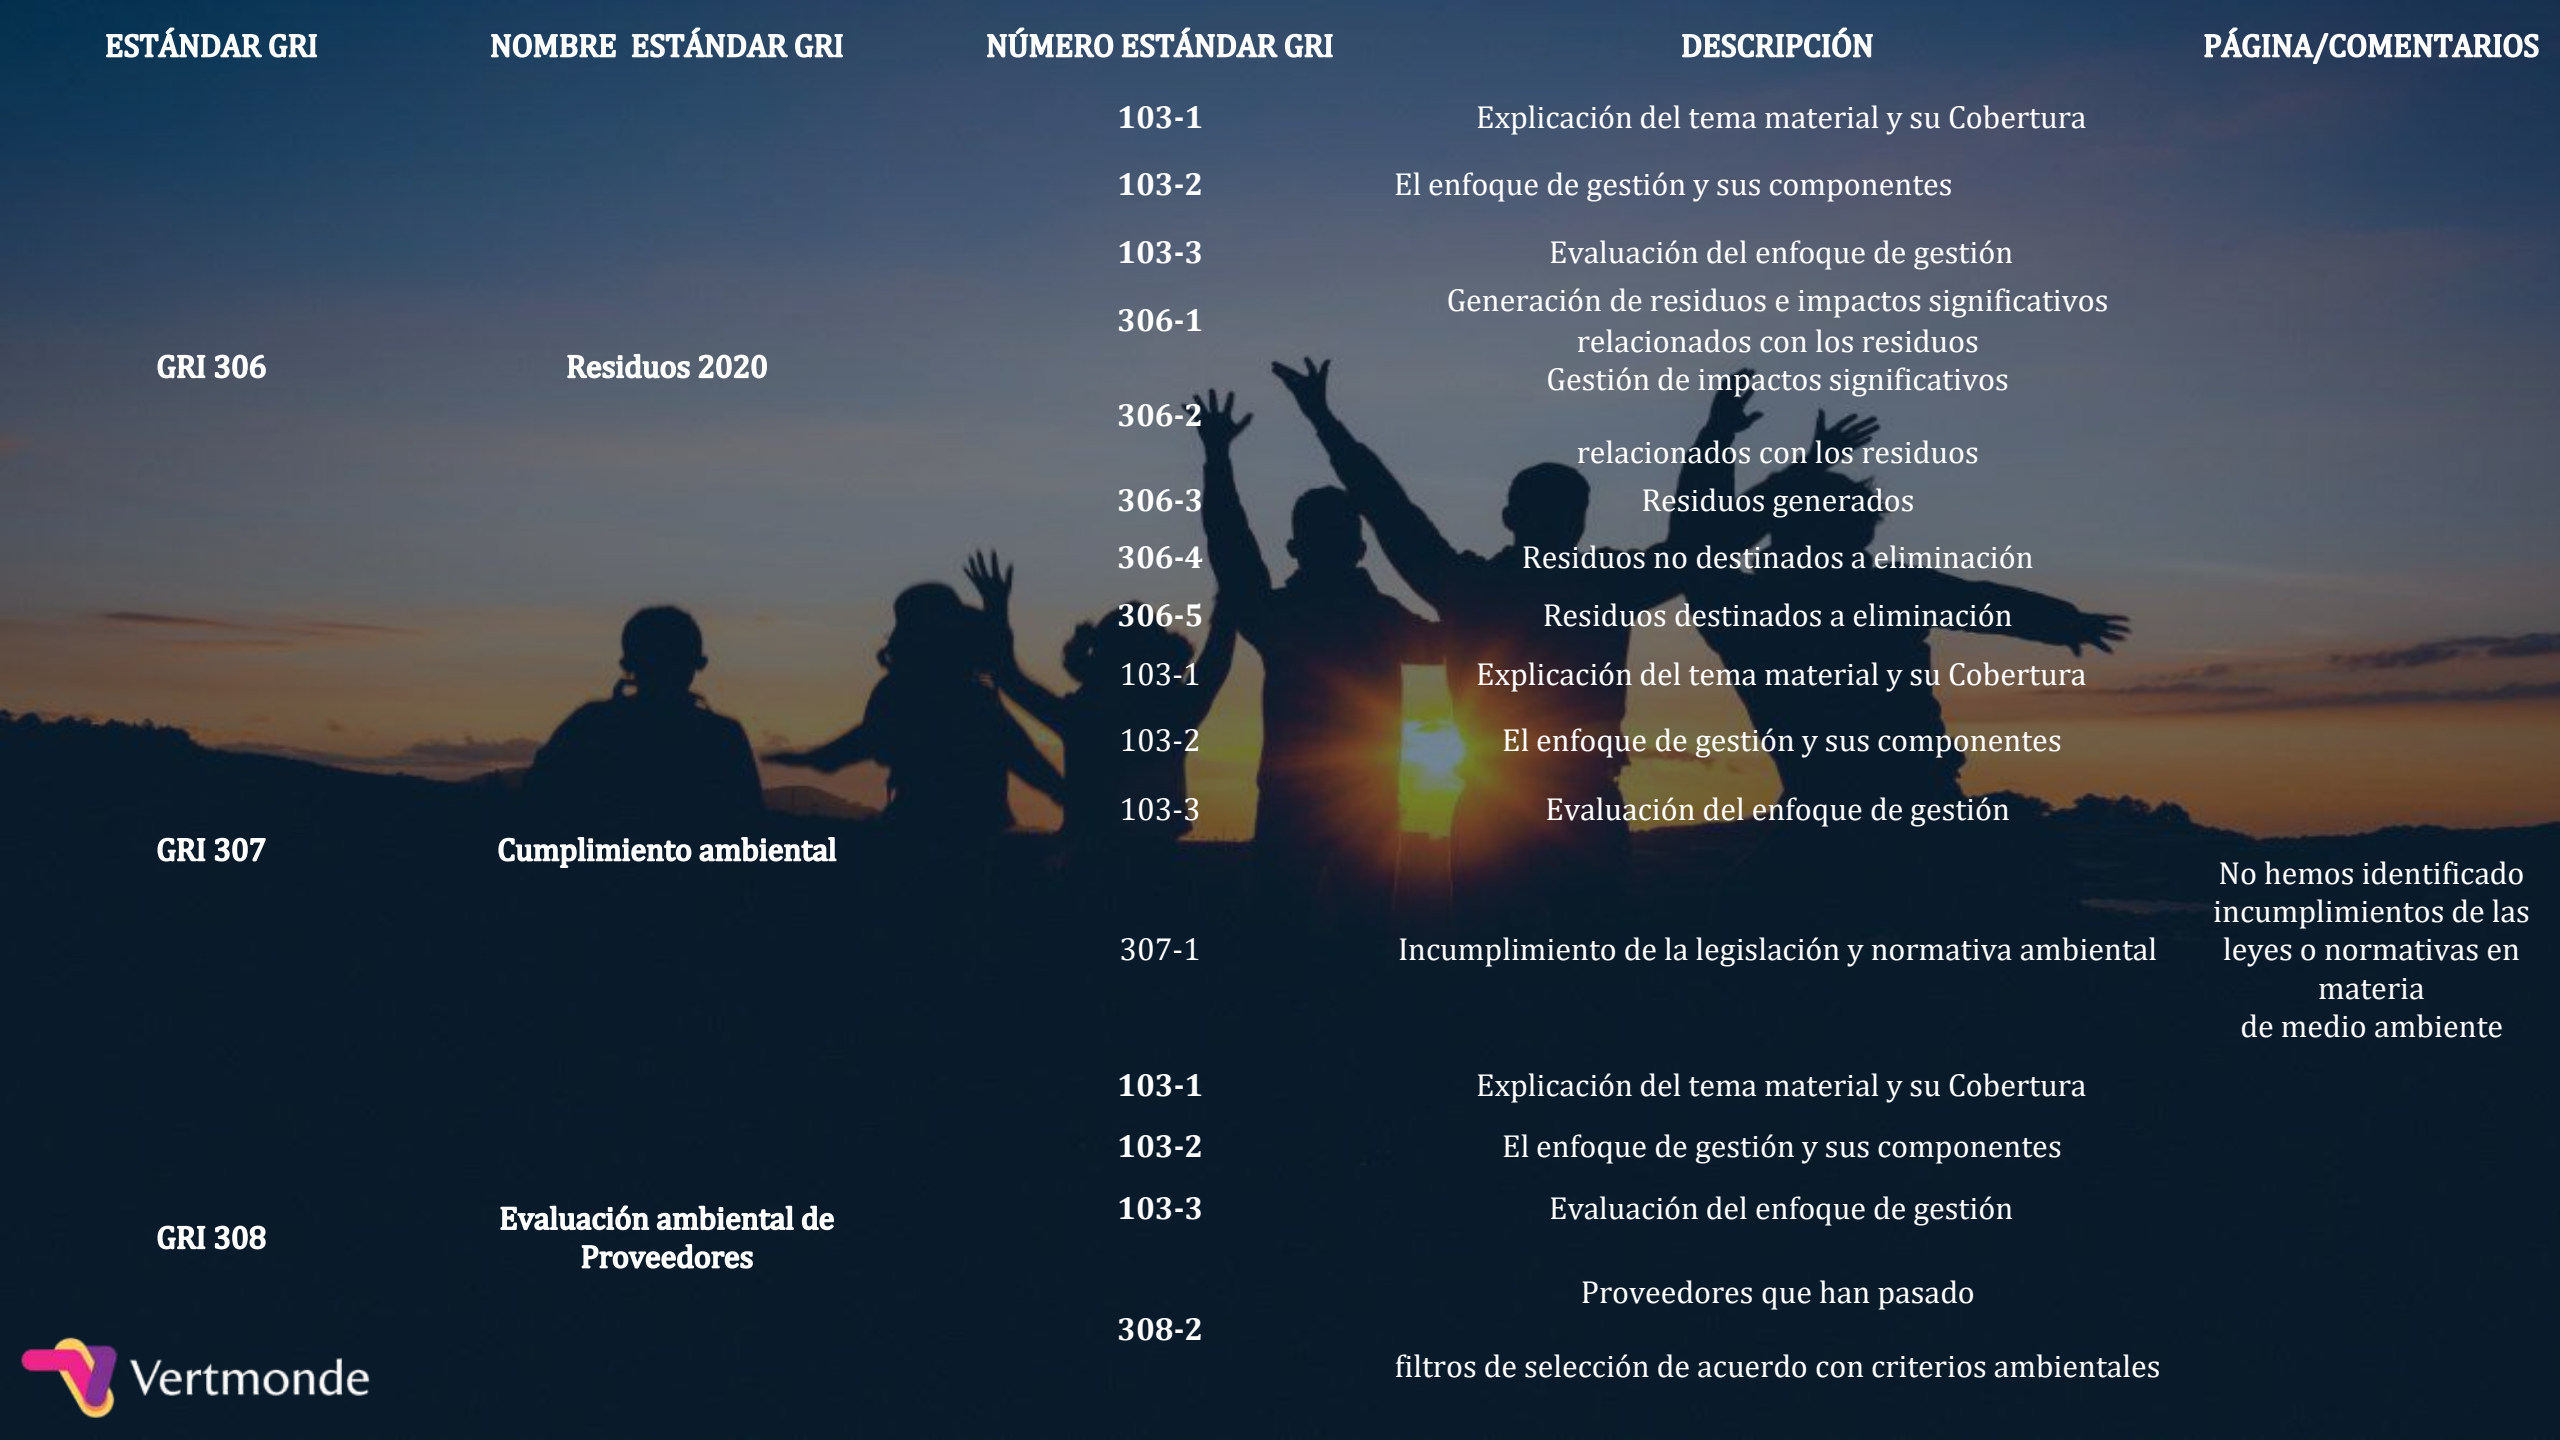 ESTÁNDAR GRI NOMBRE ESTÁNDAR GRI NÚMERO ESTÁNDAR GRI DESCRIPCIÓN PÁGINA/COMENTARIOS
103-1 Explicación del tema material y su Cobertura
103-2 El enfoque de gestión y sus componentes
103-3 Evaluación del enfoque de gestión
306-1 Generación de residuos e impactos significativos
relacionados con los residuos
GRI 306 Residuos 2020
306-2 Gestión de impactos significativos
relacionados con los residuos
306-3 Residuos generados
306-4 Residuos no destinados a eliminación
306-5 Residuos destinados a eliminación
103-1 Explicación del tema material y su Cobertura
103-2 El enfoque de gestión y sus componentes
103-3 Evaluación del enfoque de gestión
GRI 307 Cumplimiento ambiental
307-1 Incumplimiento de la legislación y normativa ambiental
No hemos identificado
incumplimientos de las
leyes o normativas en
materia
de medio ambiente
103-1 Explicación del tema material y su Cobertura
103-2 El enfoque de gestión y sus componentes
103-3 Evaluación del enfoque de gestión
GRI 308
Evaluación ambiental de
Proveedores
308-2 Proveedores que han pasado
filtros de selección de acuerdo con criterios ambientales
Vertmonde